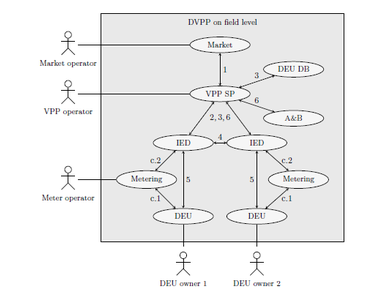 DVPP on field level
Market
Market operator
1
DEU DB
3
VPP SP
VPP operator
6
A&B
2, 3, 6
4
IED
IED
c.2
c.2
Metering
5
5
Metering
Meter operator
c.1
c.1
DEU
DEU
DEU owner 1
DEU owner 2